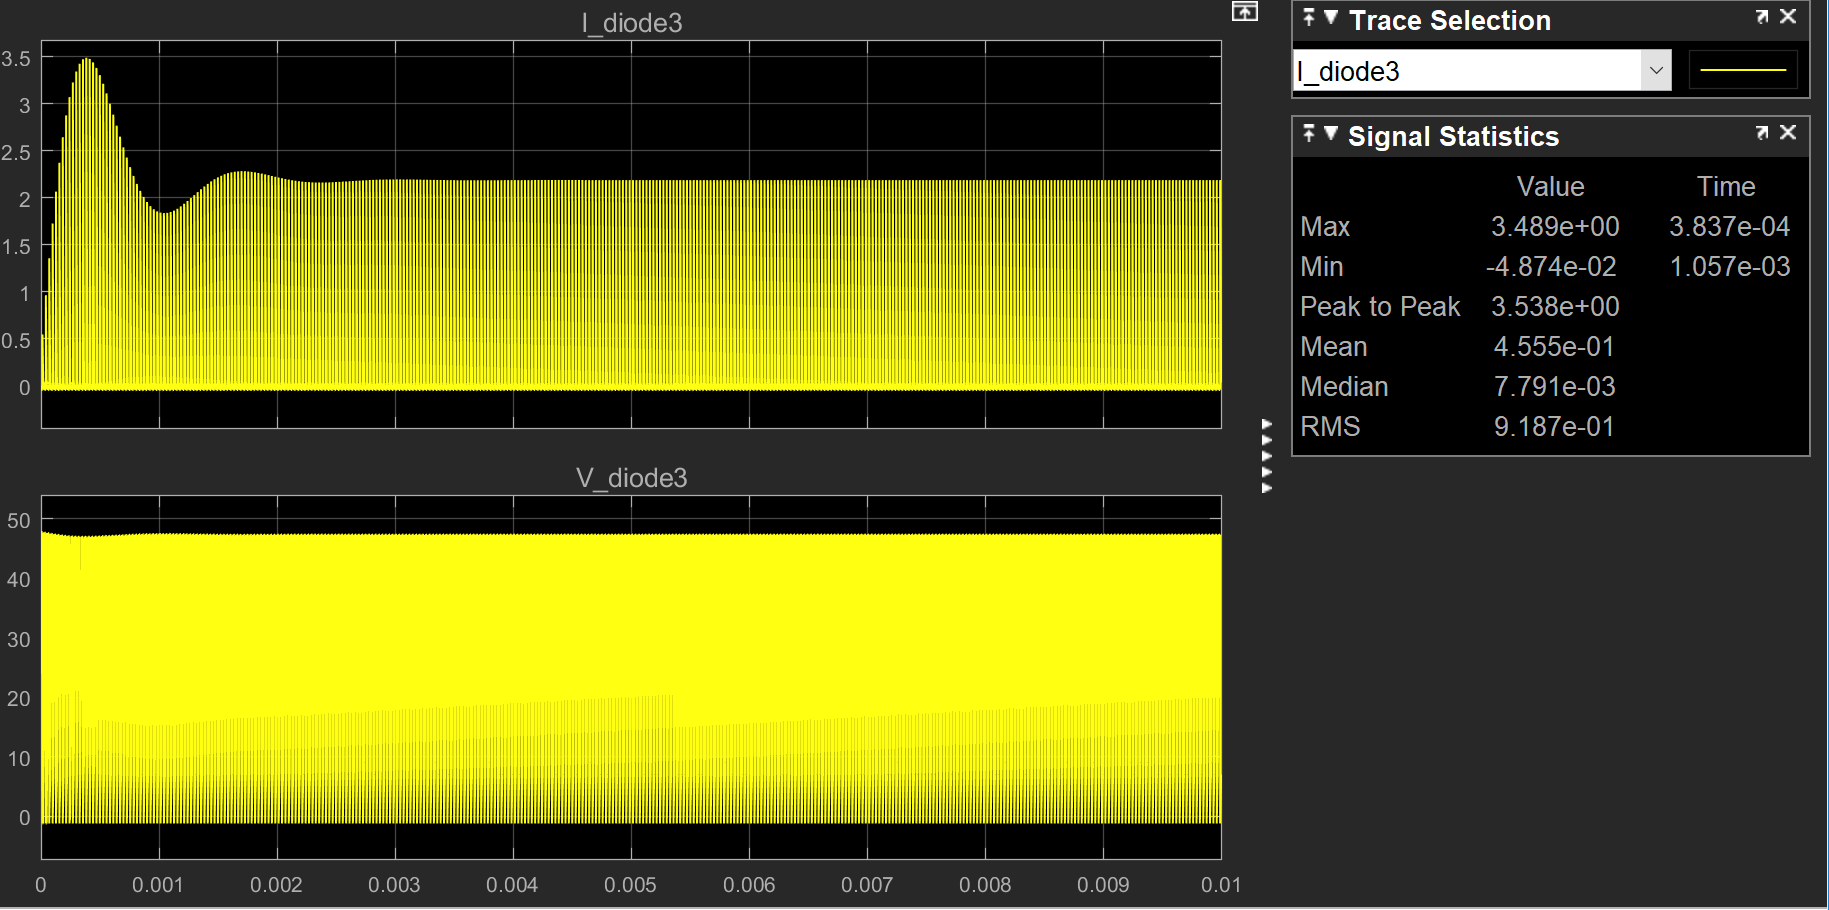 I_diode3
3.5
3
2.5
2
1.5
1
0.5
0
V_diode3
50
40
30
20
10
0
0 0.001 0.002 0.003 0.004 0.005 0.006 0.007 0.008 0.009 0.01
Trace Selection
I_diode3
Signal Statistics
Value Time
Max 3.489e+00 3.837e-04
Min -4.874e-02 1.057e-03
Peak to Peak 3.538e+00
Mean 4.555e-01
Median 7.791e-03
RMS 9.187e-01